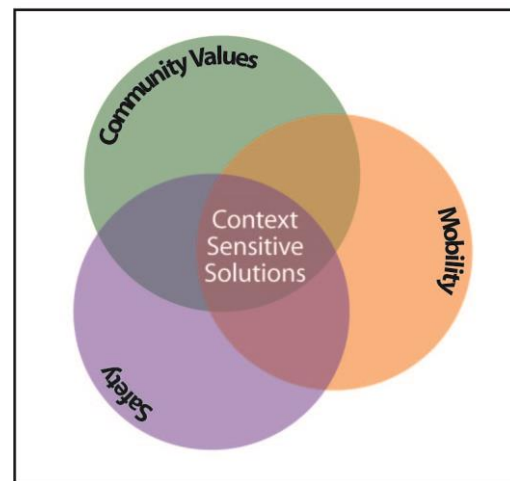 Community Values
Mobility
Context
Sensitive
Solutions
Safety